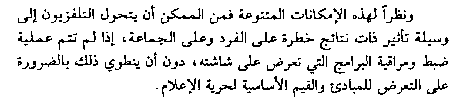 ونظراً لهذه الإمكانات المتنوعة فمن الممكن أن يتحول التلفزيون إلى
وسيلة تأثير ذات نتائج خطرة على الفرد وعلى الجماعة، إذا لم تتم عملية
ضبط ومراقبة البرامج التي تعرض على شاشته، دون أن ينطوي ذلك بالضرورة
على التعرض للمبادئ والقيم الأساسية لحرية الإعلام.